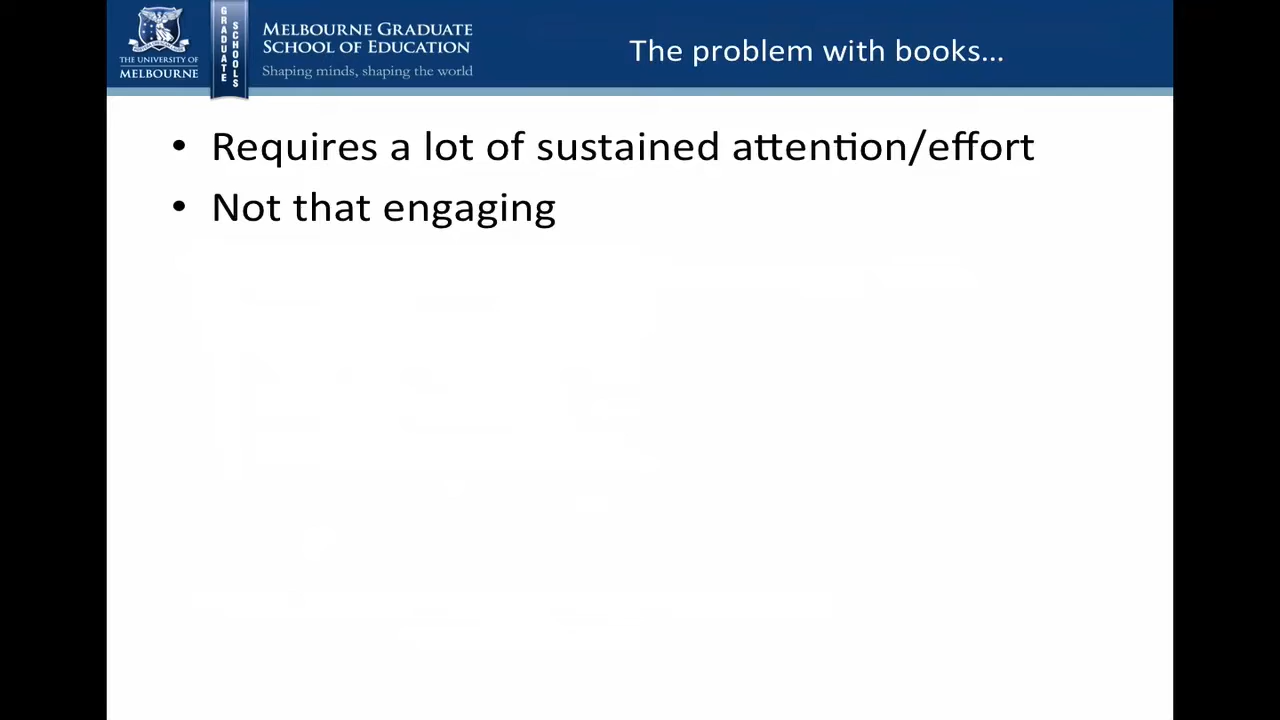 THE UNIVERSITY OF
MELBOURNE
GRADUATE
SCHOOLS
MELBOURNE GRADUATE
SCHOOL OF EDUCATION
Shaping minds, shaping the world
The problem with books…
• Requires a lot of sustained attention/effort
• Not that engaging